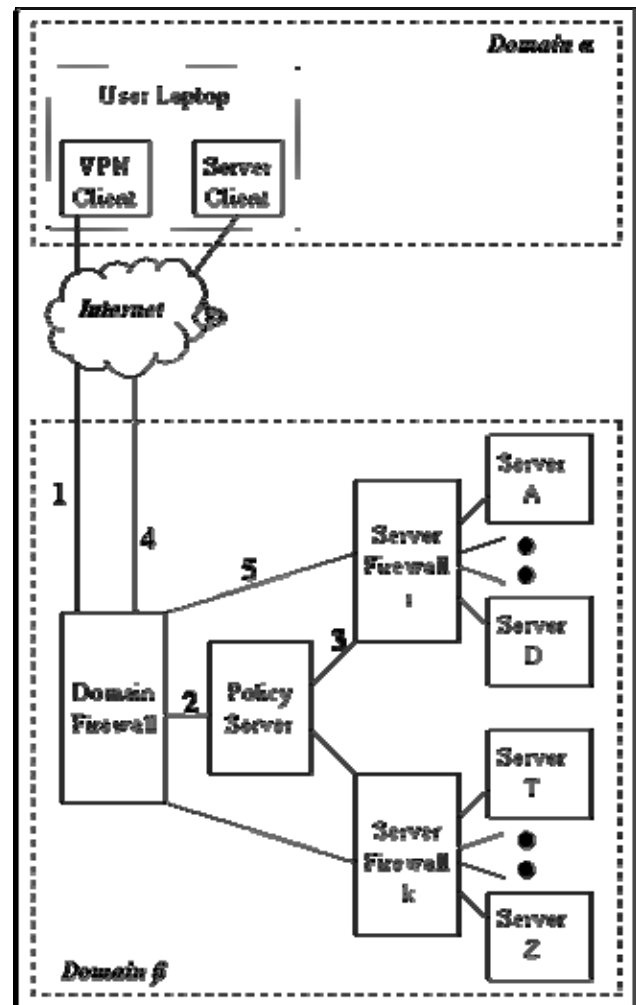 Domain α
User Laptop
VPN
Client
Server
Client
Internet
1
4
5
3
2
Domain
Firewall
Policy
Server
Server
Firewall
1
Server
A
Server
D
Server
Firewall
k
Server
T
Server
Z
Domain β